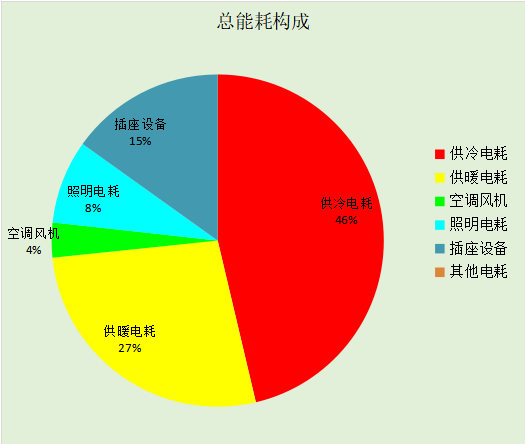 总能耗构成
插座设备
15%
照明电耗
8%
空调风机
4%
供暖电耗
27%
供冷电耗
46%
供冷电耗
供暖电耗
空调风机
照明电耗
插座设备
其他电耗